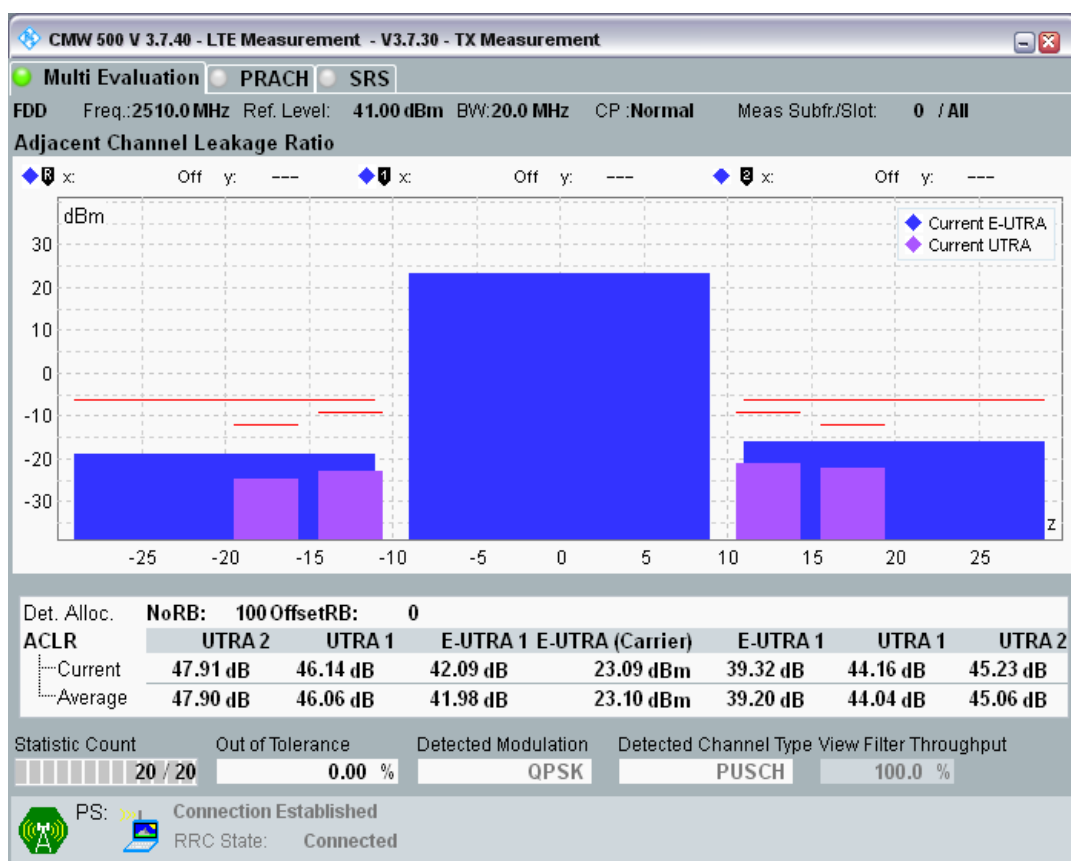 CMW 500 V 3.7.40 - LTE Measurement - V3.7.30 - TX Measurement
Multi Evaluation PRACH SRS
FDD Freq.:2510.0 MHz Ref. Level: 41.00 dBm BW:20.0 MHz CP :Normal Meas Subfr./Slot: 0 / All
Adjacent Channel Leakage Ratio
R x: Off y: --- 1 x: Off y: --- 2 x: Off y: ---
dBm
Current E-UTRA
Current UTRA
30
20
10
0
-10
-20
-30
z
-25 -20 -15 -10 -5 0 5 10 15 20 25
Det. Alloc. NoRB: 100 OffsetRB: 0
ACLR UTRA 2 UTRA 1 E-UTRA 1 E-UTRA (Carrier) E-UTRA 1 UTRA 1 UTRA 2
Current 47.91 dB 46.14 dB 42.09 dB 23.09 dBm 39.32 dB 44.16 dB 45.23 dB
Average 47.90 dB 46.06 dB 41.98 dB 23.10 dBm 39.20 dB 44.04 dB 45.06 dB
Statistic Count Out of Tolerance Detected Modulation Detected Channel Type View Filter Throughput
20 / 20 0.00 % QPSK PUSCH 100.0 %
PS: Connection Established
RRC State: Connected